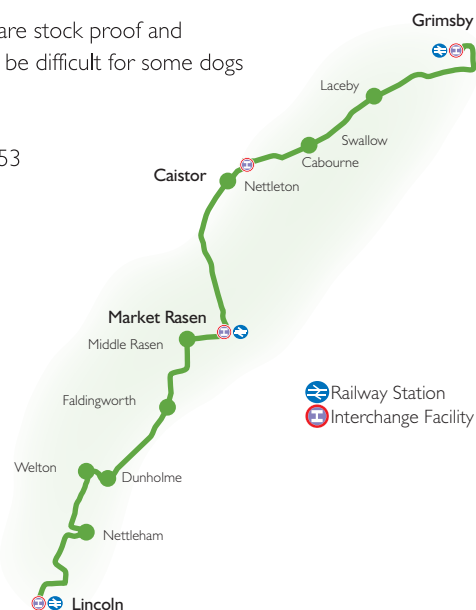 are stock proof and
be difficult for some dogs
53
Grimsby
Laceby
Swallow
Cabourne
Caistor
Nettleton
Market Rasen
Middle Rasen
Railway Station
Interchange Facility
Faldingworth
Welton
Dunholme
Nettleham
Lincoln